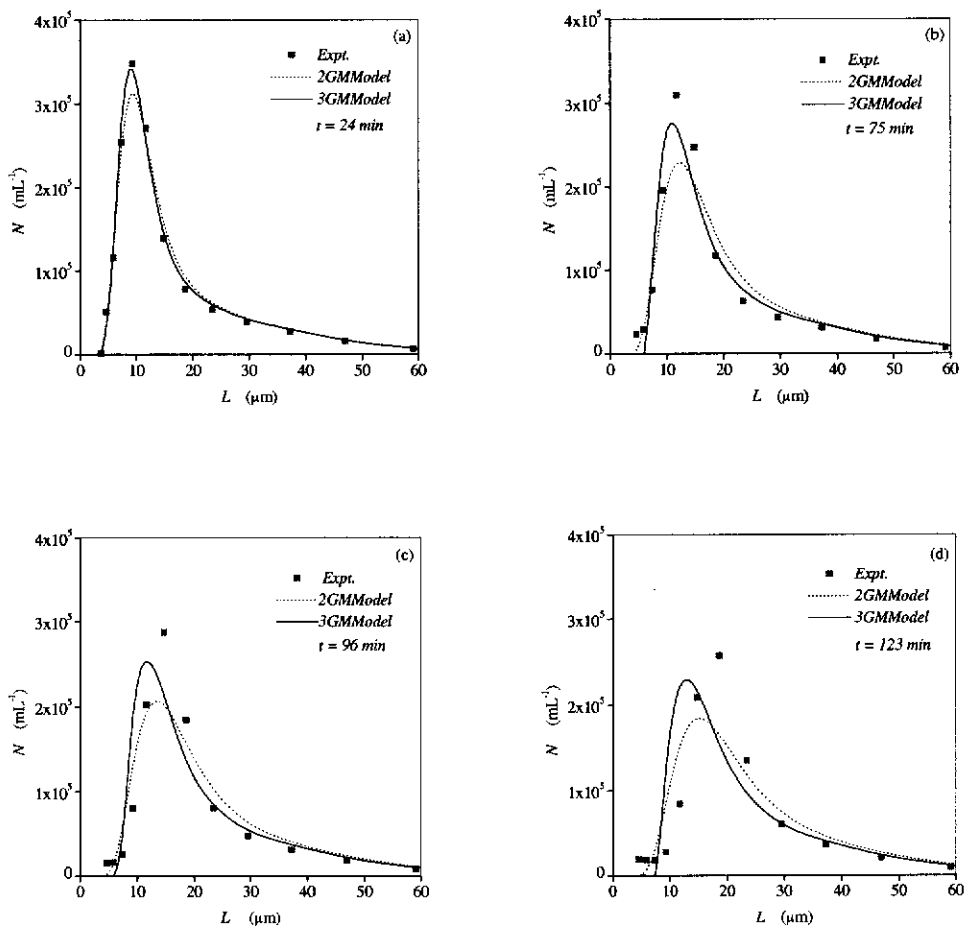 4x10⁵
(a)
Expt.
2GMModel
3GMModel
t = 24 min
3x10⁵
2x10⁵
1x10⁵
0
N (mL⁻¹)
0 10 20 30 40 50 60
L (μm)
4x10⁵
(b)
Expt.
2GMModel
3GMModel
t = 75 min
3x10⁵
2x10⁵
1x10⁵
0
N (mL⁻¹)
0 10 20 30 40 50 60
L (μm)
4x10⁵
(c)
Expt.
2GMModel
3GMModel
t = 96 min
3x10⁵
2x10⁵
1x10⁵
0
N (mL⁻¹)
0 10 20 30 40 50 60
L (μm)
4x10⁵
(d)
Expt.
2GMModel
3GMModel
t = 123 min
3x10⁵
2x10⁵
1x10⁵
0
N (mL⁻¹)
0 10 20 30 40 50 60
L (μm)